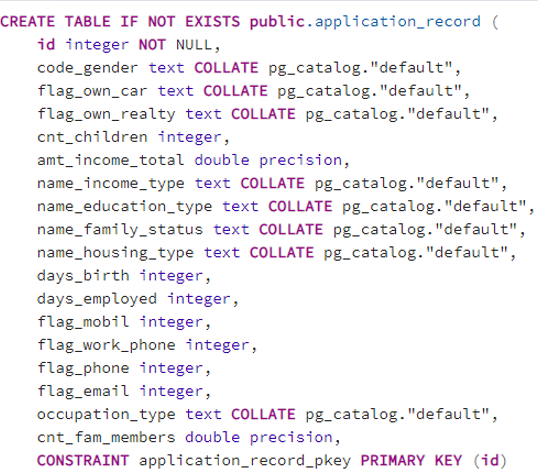 CREATE TABLE IF NOT EXISTS public.application_record (
id integer NOT NULL,
code_gender text COLLATE pg_catalog."default",
flag_own_car text COLLATE pg_catalog."default",
flag_own_realty text COLLATE pg_catalog."default",
cnt_children integer,
amt_income_total double precision,
name_income_type text COLLATE pg_catalog."default",
name_education_type text COLLATE pg_catalog."default",
name_family_status text COLLATE pg_catalog."default",
name_housing_type text COLLATE pg_catalog."default",
days_birth integer,
days_employed integer,
flag_mobil integer,
flag_work_phone integer,
flag_phone integer,
flag_email integer,
occupation_type text COLLATE pg_catalog."default",
cnt_fam_members double precision,
CONSTRAINT application_record_pkey PRIMARY KEY (id)